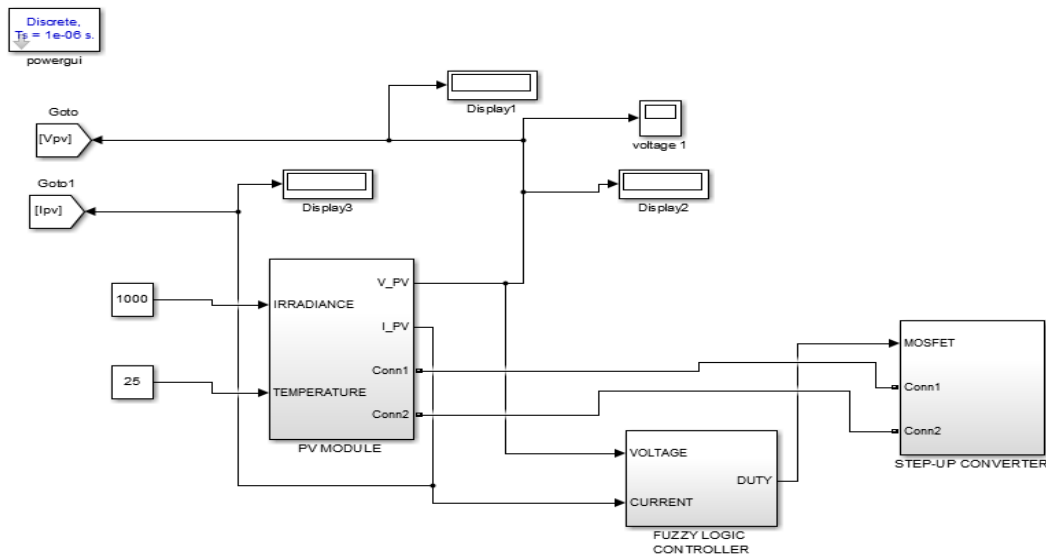 Discrete,
Ts = 1e-06 s.
powergui
Display1
Goto
[Vpv]
voltage 1
Goto1
[Ipv]
Display3
Display2
1000
IRRADIANCE
V_PV
I_PV
MOSFET
25
TEMPERATURE
Conn1
Conn2
PV MODULE
Conn1
Conn2
STEP-UP CONVERTER
VOLTAGE
DUTY
CURRENT
FUZZY LOGIC
CONTROLLER